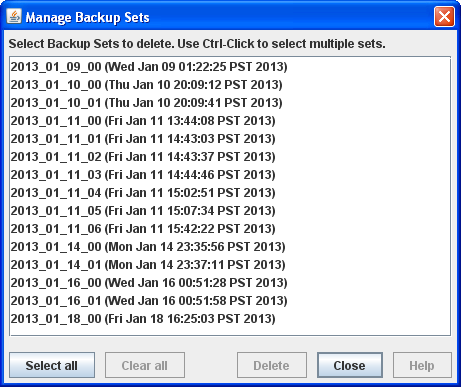 Manage Backup Sets
Select Backup Sets to delete. Use Ctrl-Click to select multiple sets.
2013_01_09_00 (Wed Jan 09 01:22:25 PST 2013)
2013_01_10_00 (Thu Jan 10 20:09:12 PST 2013)
2013_01_10_01 (Thu Jan 10 20:09:41 PST 2013)
2013_01_11_00 (Fri Jan 11 13:44:08 PST 2013)
2013_01_11_01 (Fri Jan 11 14:43:03 PST 2013)
2013_01_11_02 (Fri Jan 11 14:43:37 PST 2013)
2013_01_11_03 (Fri Jan 11 14:44:46 PST 2013)
2013_01_11_04 (Fri Jan 11 15:02:51 PST 2013)
2013_01_11_05 (Fri Jan 11 15:07:34 PST 2013)
2013_01_11_06 (Fri Jan 11 15:42:22 PST 2013)
2013_01_14_00 (Mon Jan 14 23:35:56 PST 2013)
2013_01_14_01 (Mon Jan 14 23:37:11 PST 2013)
2013_01_16_00 (Wed Jan 16 00:51:28 PST 2013)
2013_01_16_01 (Wed Jan 16 00:51:58 PST 2013)
2013_01_18_00 (Fri Jan 18 16:25:03 PST 2013)
Select all Clear all Delete Close Help